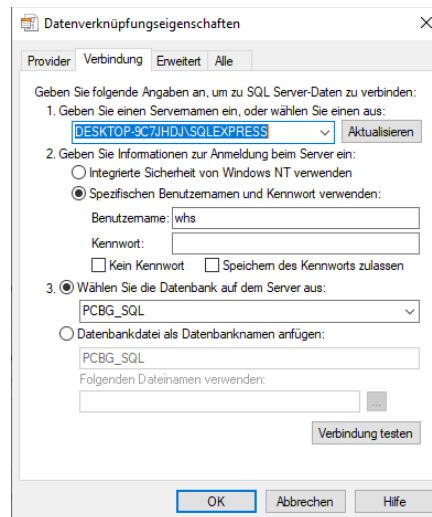 Datenverknüpfungseigenschaften
Provider Verbindung Erweitert Alle
Geben Sie folgende Angaben an, um zu SQL Server-Daten zu verbinden:
1. Geben Sie einen Servernamen ein, oder wählen Sie einen aus:
DESKTOP-9C7JHDJ\SQLEXPRESS Aktualisieren
2. Geben Sie Informationen zur Anmeldung beim Server ein:
Integrierte Sicherheit von Windows NT verwenden
Spezifischen Benutzernamen und Kennwort verwenden:
Benutzername: whs
Kennwort:
Kein Kennwort Speichern des Kennworts zulassen
3. Wählen Sie die Datenbank auf dem Server aus:
PCBG_SQL
Datenbankdatei als Datenbanknamen anfügen:
PCBG_SQL
Folgenden Dateinamen verwenden:
...
Verbindung testen
OK Abbrechen Hilfe